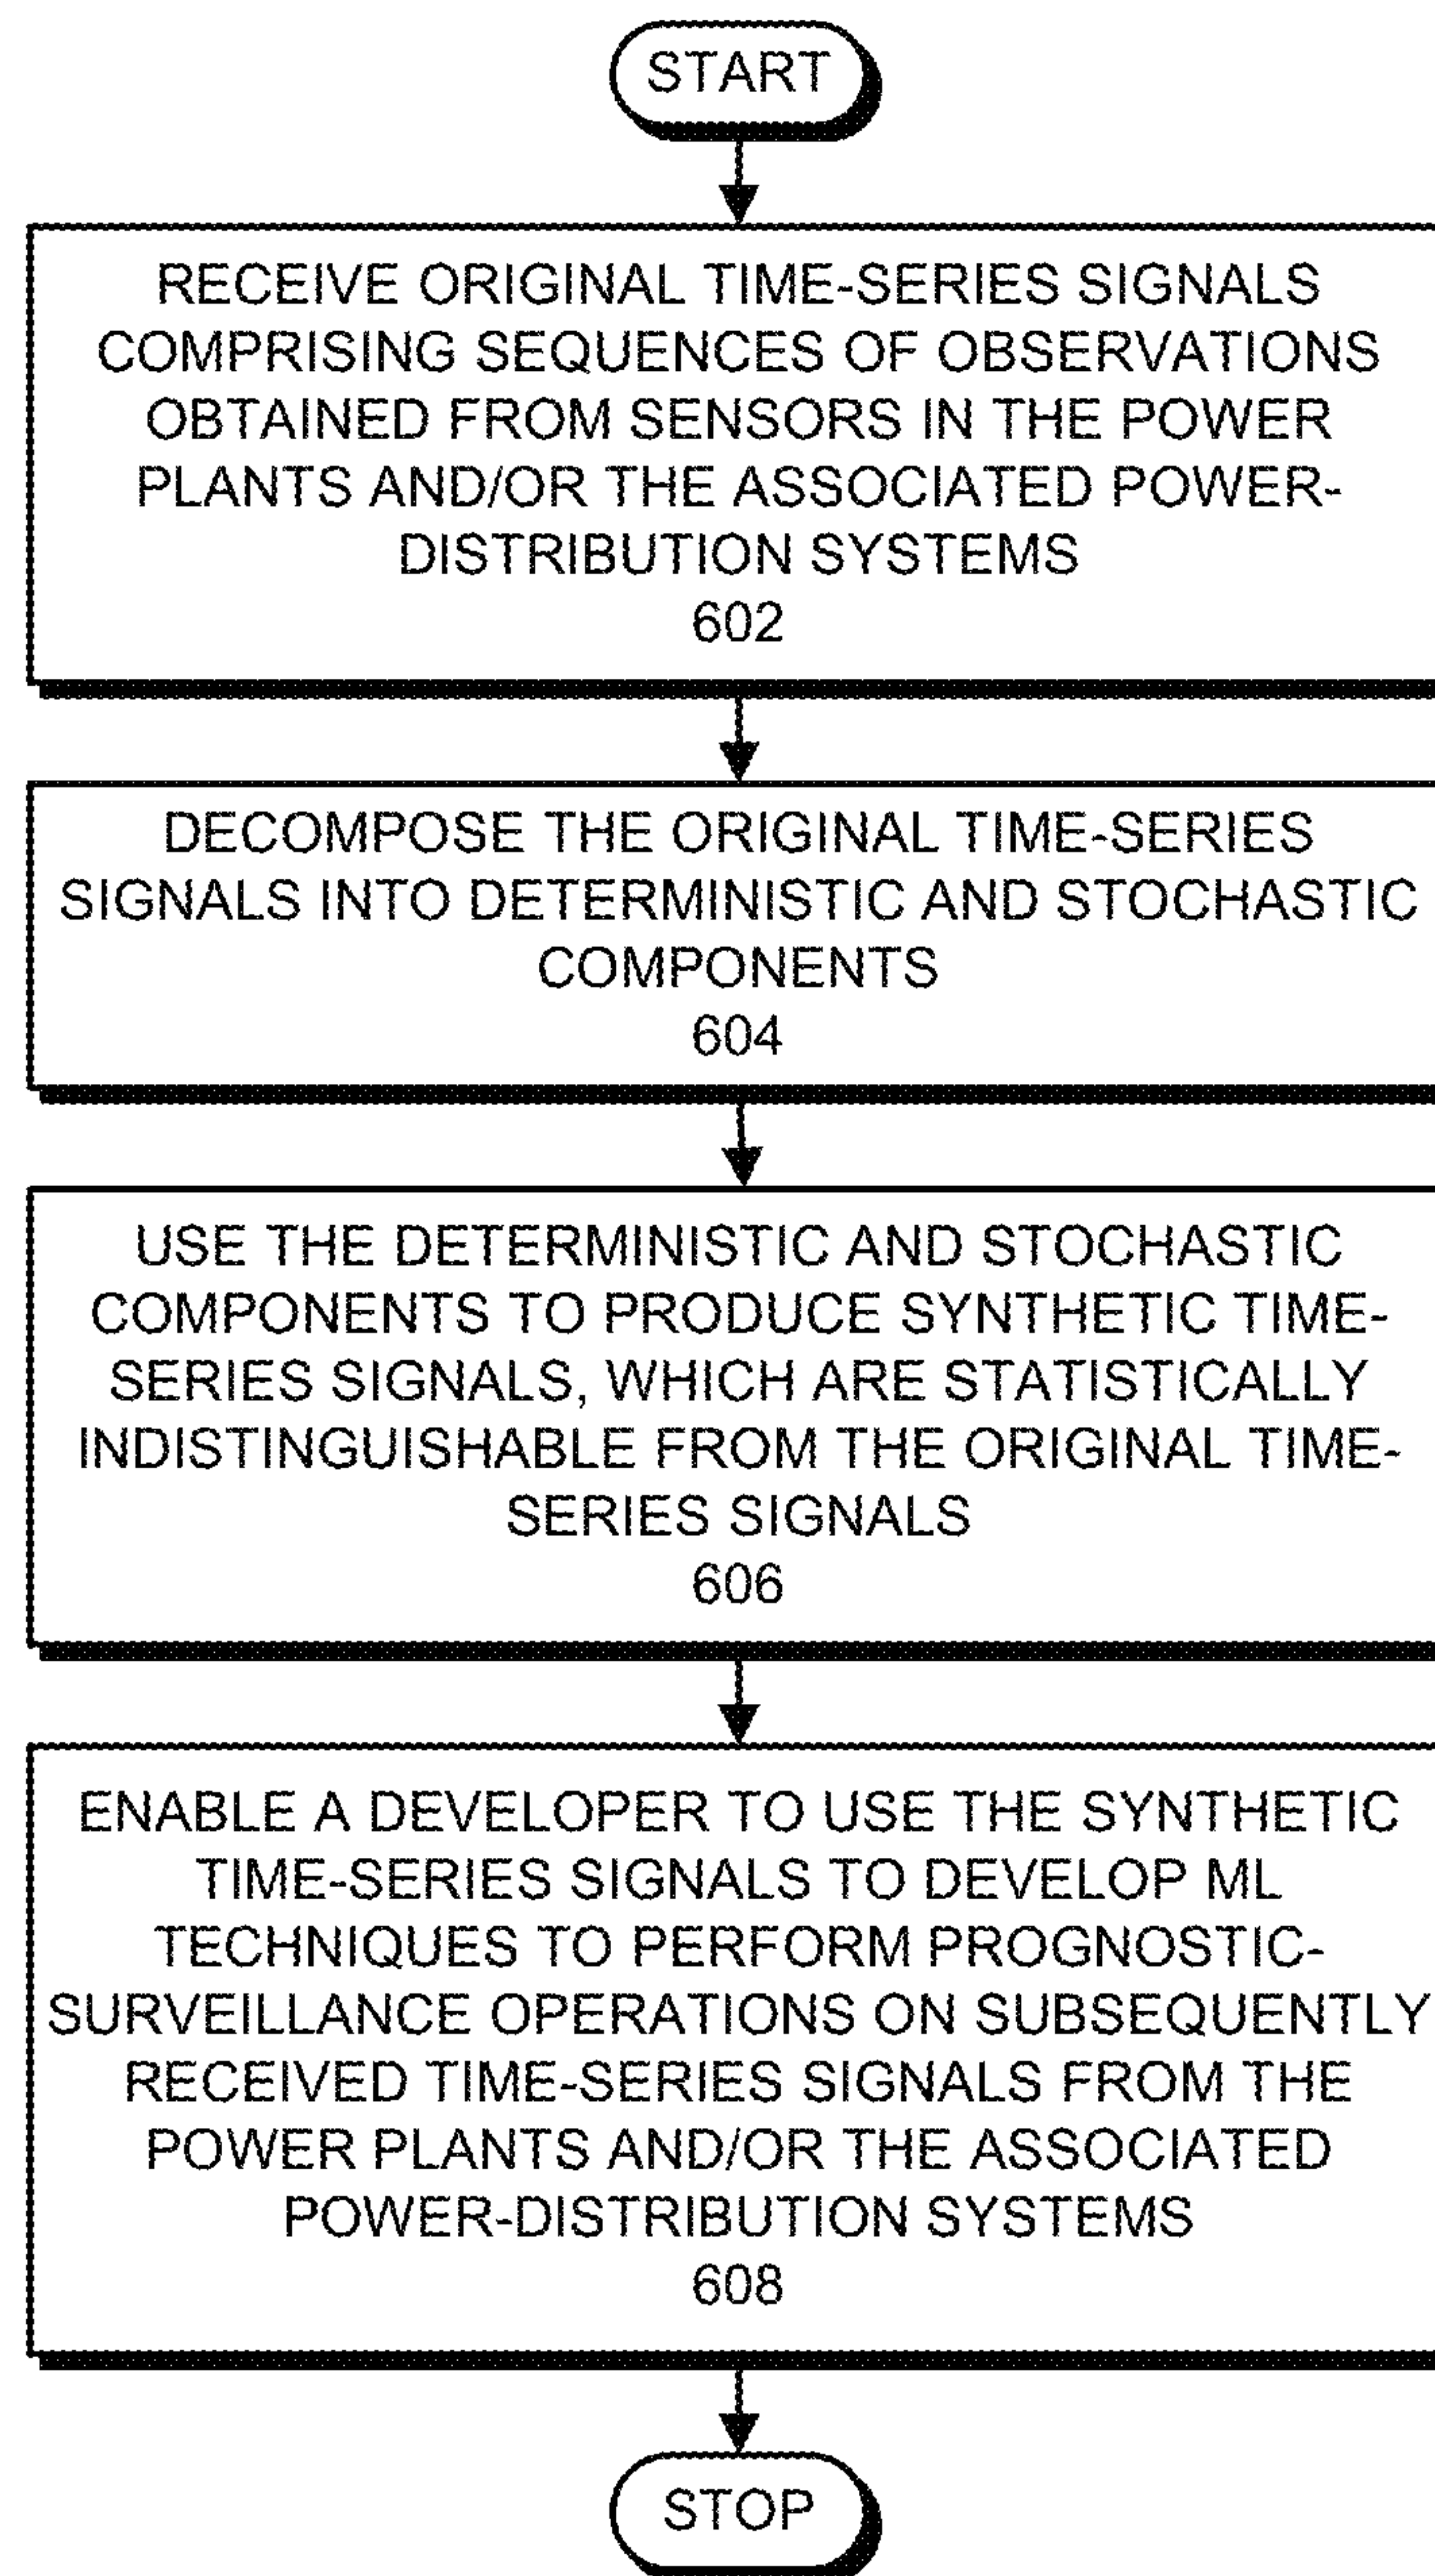 START
RECEIVE ORIGINAL TIME-SERIES SIGNALS
COMPRISING SEQUENCES OF OBSERVATIONS
OBTAINED FROM SENSORS IN THE POWER
PLANTS AND/OR THE ASSOCIATED POWER-
DISTRIBUTION SYSTEMS
602
DECOMPOSE THE ORIGINAL TIME-SERIES
SIGNALS INTO DETERMINISTIC AND STOCHASTIC
COMPONENTS
604
USE THE DETERMINISTIC AND STOCHASTIC
COMPONENTS TO PRODUCE SYNTHETIC TIME-
SERIES SIGNALS, WHICH ARE STATISTICALLY
INDISTINGUISHABLE FROM THE ORIGINAL TIME-
SERIES SIGNALS
606
ENABLE A DEVELOPER TO USE THE SYNTHETIC
TIME-SERIES SIGNALS TO DEVELOP ML
TECHNIQUES TO PERFORM PROGNOSTIC-
SURVEILLANCE OPERATIONS ON SUBSEQUENTLY
RECEIVED TIME-SERIES SIGNALS FROM THE
POWER PLANTS AND/OR THE ASSOCIATED
POWER-DISTRIBUTION SYSTEMS
608
STOP